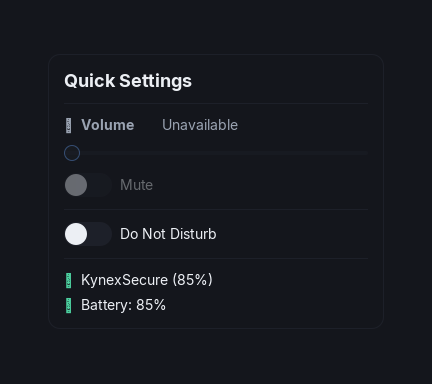 Quick Settings
Volume Unavailable
Mute
Do Not Disturb
KynexSecure (85%)
Battery: 85%